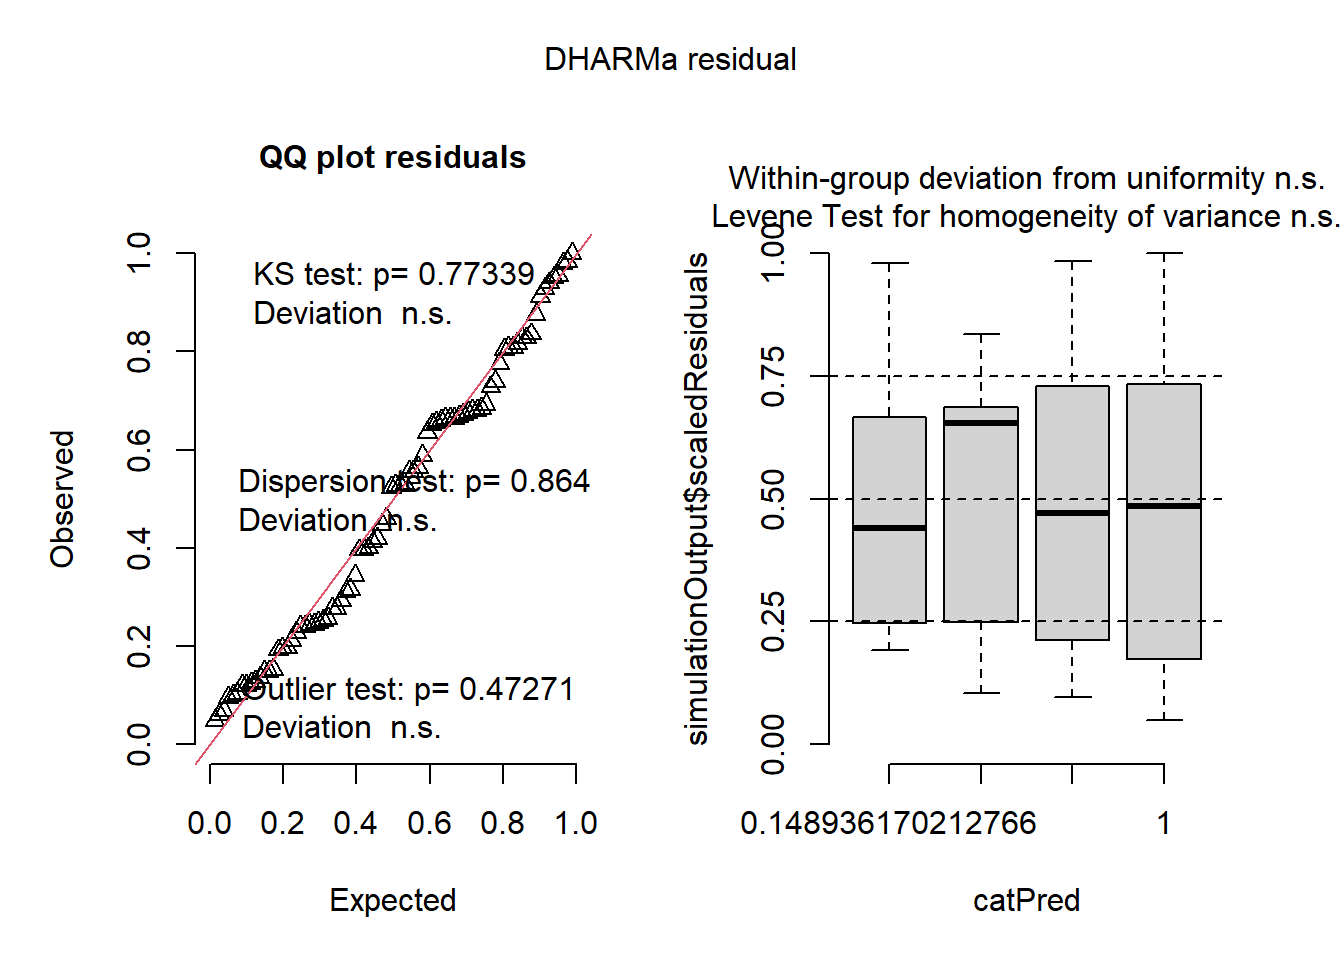 DHARMa residual
QQ plot residuals
KS test: p= 0.77339
Deviation  n.s.
Dispersion test: p= 0.864
Deviation  n.s.
Outlier test: p= 0.47271
Deviation  n.s.
Observed
0.0 0.2 0.4 0.6 0.8 1.0
0.0 0.2 0.4 0.6 0.8 1.0
Expected
Within-group deviation from uniformity n.s.
Levene Test for homogeneity of variance n.s.
simulationOutput$scaledResiduals
0.00 0.25 0.50 0.75 1.00
0.148936170212766 1
catPred